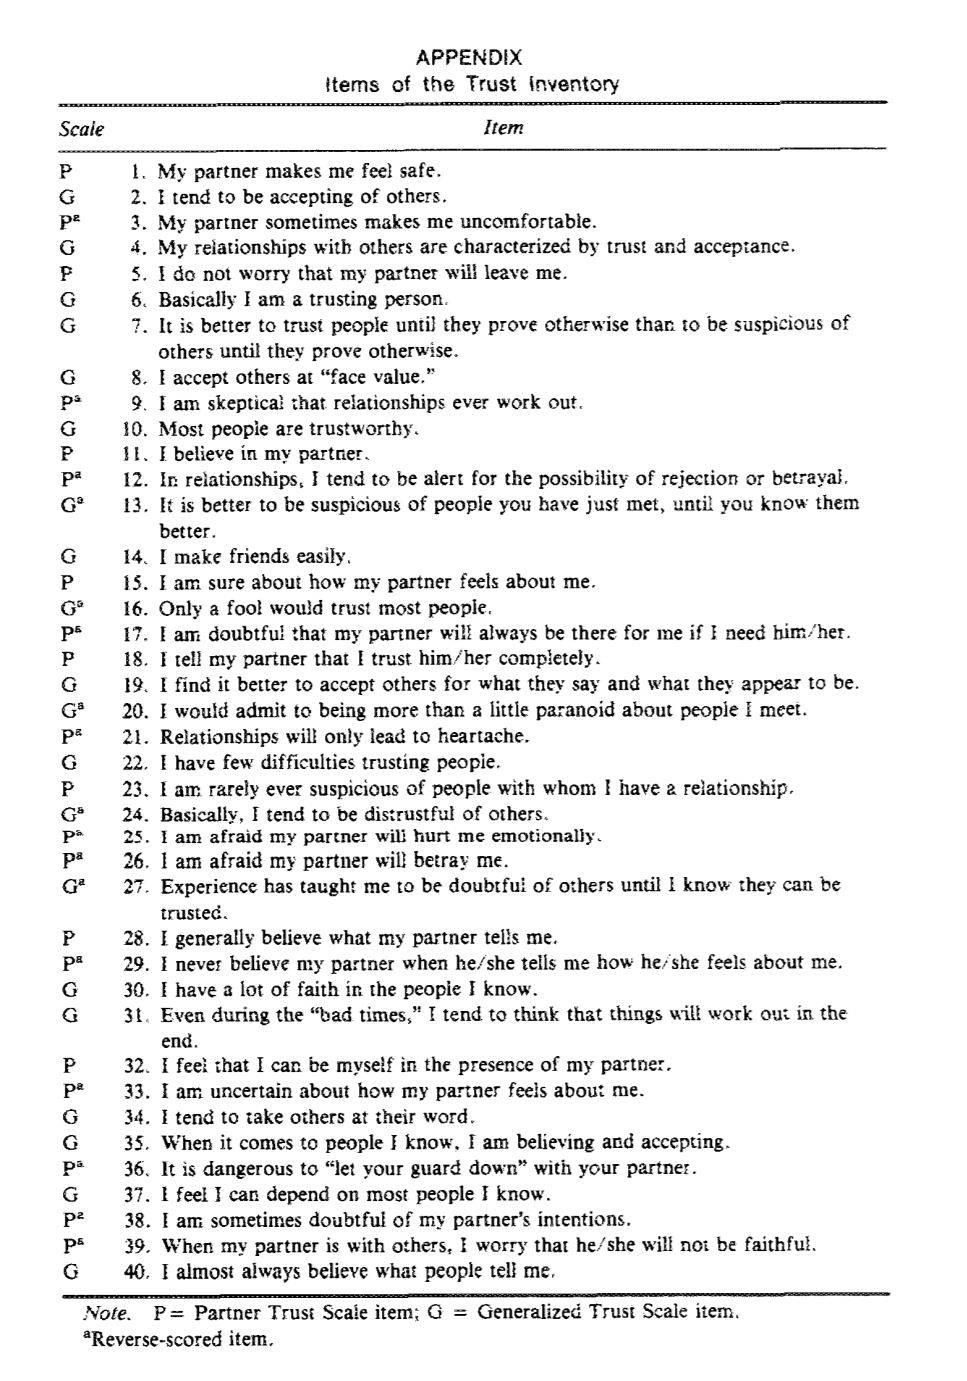 APPENDIX
Items of the Trust Inventory
Scale Item
P 1. My partner makes me feel safe.
G 2. I tend to be accepting of others.
Pª 3. My partner sometimes makes me uncomfortable.
G 4. My relationships with others are characterized by trust and acceptance.
P 5. I do not worry that my partner will leave me.
G 6. Basically I am a trusting person.
G 7. It is better to trust people until they prove otherwise than to be suspicious of
others until they prove otherwise.
G 8. I accept others at “face value.”
Pª 9. I am skeptical that relationships ever work out.
G 10. Most people are trustworthy.
P 11. I believe in my partner.
Pª 12. In relationships, I tend to be alert for the possibility of rejection or betrayal.
Gª 13. It is better to be suspicious of people you have just met, until you know them
better.
G 14. I make friends easily.
P 15. I am sure about how my partner feels about me.
Gª 16. Only a fool would trust most people.
Pª 17. I am doubtful that my partner will always be there for me if I need him/her.
P 18. I tell my partner that I trust him/her completely.
G 19. I find it better to accept others for what they say and what they appear to be.
Gª 20. I would admit to being more than a little paranoid about people I meet.
Pª 21. Relationships will only lead to heartache.
G 22. I have few difficulties trusting people.
P 23. I am rarely ever suspicious of people with whom I have a relationship.
Gª 24. Basically, I tend to be distrustful of others.
Pª 25. I am afraid my partner will hurt me emotionally.
Pª 26. I am afraid my partner will betray me.
Gª 27. Experience has taught me to be doubtful of others until I know they can be
trusted.
P 28. I generally believe what my partner tells me.
Pª 29. I never believe my partner when he/she tells me how he/she feels about me.
G 30. I have a lot of faith in the people I know.
G 31. Even during the “bad times,” I tend to think that things will work out in the
end.
P 32. I feel that I can be myself in the presence of my partner.
Pª 33. I am uncertain about how my partner feels about me.
G 34. I tend to take others at their word.
G 35. When it comes to people I know, I am believing and accepting.
Pª 36. It is dangerous to “let your guard down” with your partner.
G 37. I feel I can depend on most people I know.
Pª 38. I am sometimes doubtful of my partner's intentions.
Pª 39. When my partner is with others, I worry that he/she will not be faithful.
G 40. I almost always believe what people tell me.
Note. P = Partner Trust Scale item; G = Generalized Trust Scale item.
ªReverse-scored item.